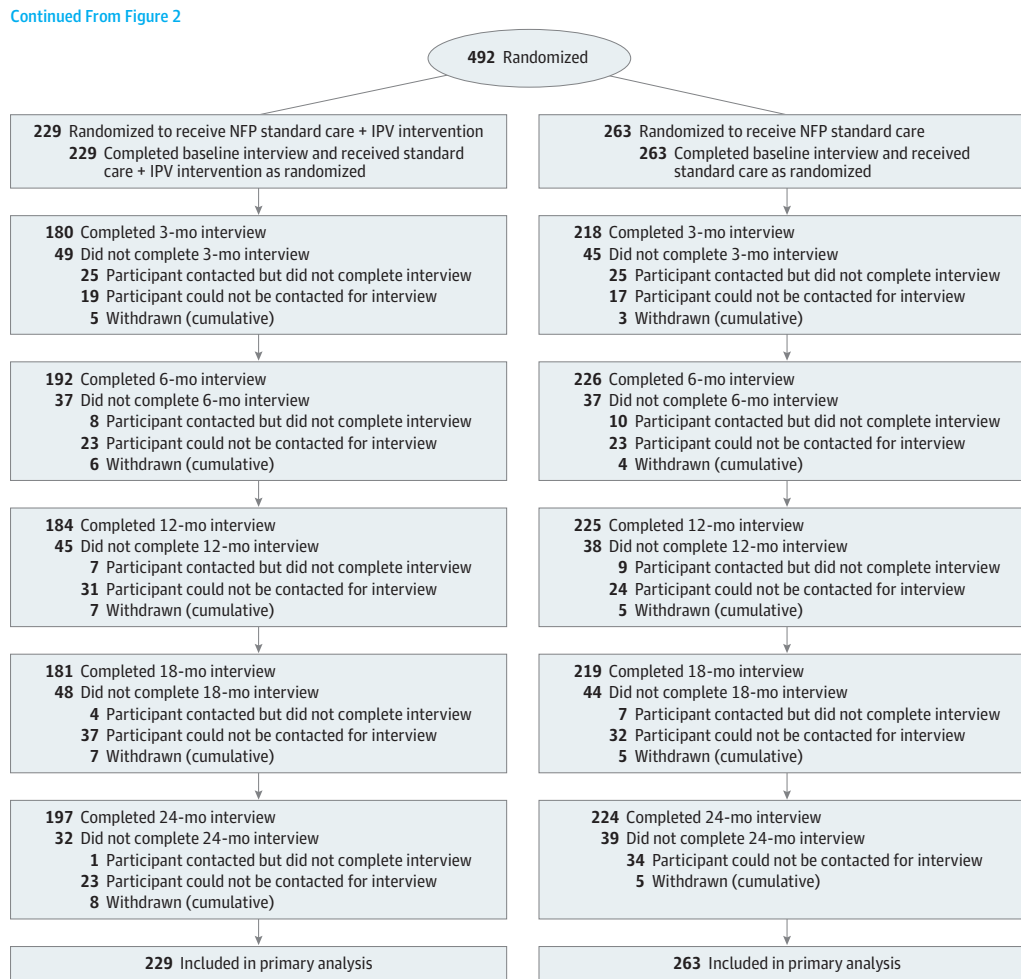 Continued From Figure 2
492 Randomized
229 Randomized to receive NFP standard care + IPV intervention
229 Completed baseline interview and received standard
care + IPV intervention as randomized
263 Randomized to receive NFP standard care
263 Completed baseline interview and received
standard care as randomized
180 Completed 3-mo interview
49 Did not complete 3-mo interview
25 Participant contacted but did not complete interview
19 Participant could not be contacted for interview
5 Withdrawn (cumulative)
218 Completed 3-mo interview
45 Did not complete 3-mo interview
25 Participant contacted but did not complete interview
17 Participant could not be contacted for interview
3 Withdrawn (cumulative)
192 Completed 6-mo interview
37 Did not complete 6-mo interview
8 Participant contacted but did not complete interview
23 Participant could not be contacted for interview
6 Withdrawn (cumulative)
226 Completed 6-mo interview
37 Did not complete 6-mo interview
10 Participant contacted but did not complete interview
23 Participant could not be contacted for interview
4 Withdrawn (cumulative)
184 Completed 12-mo interview
45 Did not complete 12-mo interview
7 Participant contacted but did not complete interview
31 Participant could not be contacted for interview
7 Withdrawn (cumulative)
225 Completed 12-mo interview
38 Did not complete 12-mo interview
9 Participant contacted but did not complete interview
24 Participant could not be contacted for interview
5 Withdrawn (cumulative)
181 Completed 18-mo interview
48 Did not complete 18-mo interview
4 Participant contacted but did not complete interview
37 Participant could not be contacted for interview
7 Withdrawn (cumulative)
219 Completed 18-mo interview
44 Did not complete 18-mo interview
7 Participant contacted but did not complete interview
32 Participant could not be contacted for interview
5 Withdrawn (cumulative)
197 Completed 24-mo interview
32 Did not complete 24-mo interview
1 Participant contacted but did not complete interview
23 Participant could not be contacted for interview
8 Withdrawn (cumulative)
224 Completed 24-mo interview
39 Did not complete 24-mo interview
34 Participant could not be contacted for interview
5 Withdrawn (cumulative)
229 Included in primary analysis
263 Included in primary analysis